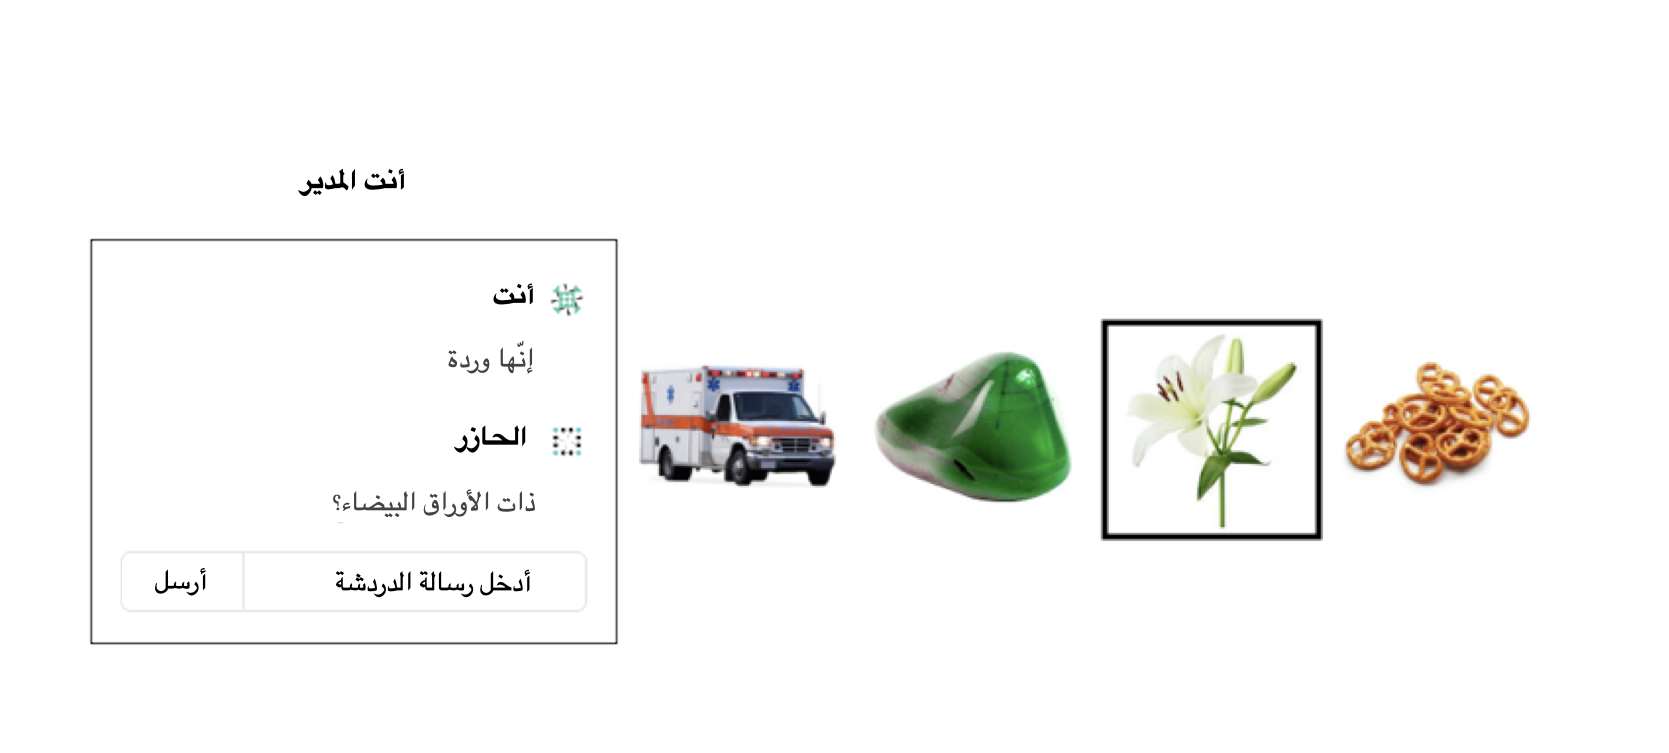 أنت المدير
أنت
إنّها وردة
الحازر
ذات الأوراق البيضاء؟
أدخل رسالة الدردشة
أرسل